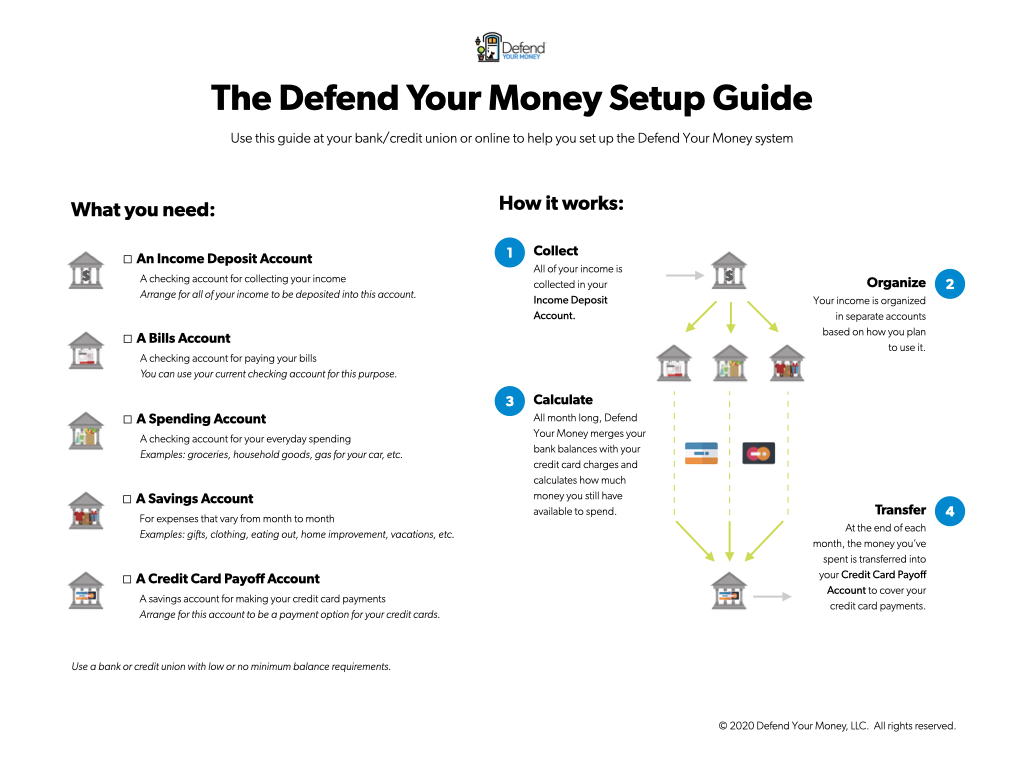 Defend
YOUR MONEY
The Defend Your Money Setup Guide
Use this guide at your bank/credit union or online to help you set up the Defend Your Money system
What you need:
☐ An Income Deposit Account
A checking account for collecting your income
Arrange for all of your income to be deposited into this account.
☐ A Bills Account
A checking account for paying your bills
You can use your current checking account for this purpose.
☐ A Spending Account
A checking account for your everyday spending
Examples: groceries, household goods, gas for your car, etc.
☐ A Savings Account
For expenses that vary from month to month
Examples: gifts, clothing, eating out, home improvement, vacations, etc.
☐ A Credit Card Payoff Account
A savings account for making your credit card payments
Arrange for this account to be a payment option for your credit cards.
Use a bank or credit union with low or no minimum balance requirements.
How it works:
1
Collect
All of your income is
collected in your
Income Deposit
Account.
$
2
Organize
Your income is organized
in separate accounts
based on how you plan
to use it.
3
Calculate
All month long, Defend
Your Money merges your
bank balances with your
credit card charges and
calculates how much
money you still have
available to spend.
4
Transfer
At the end of each
month, the money you've
spent is transferred into
your Credit Card Payoff
Account to cover your
credit card payments.
© 2020 Defend Your Money, LLC. All rights reserved.